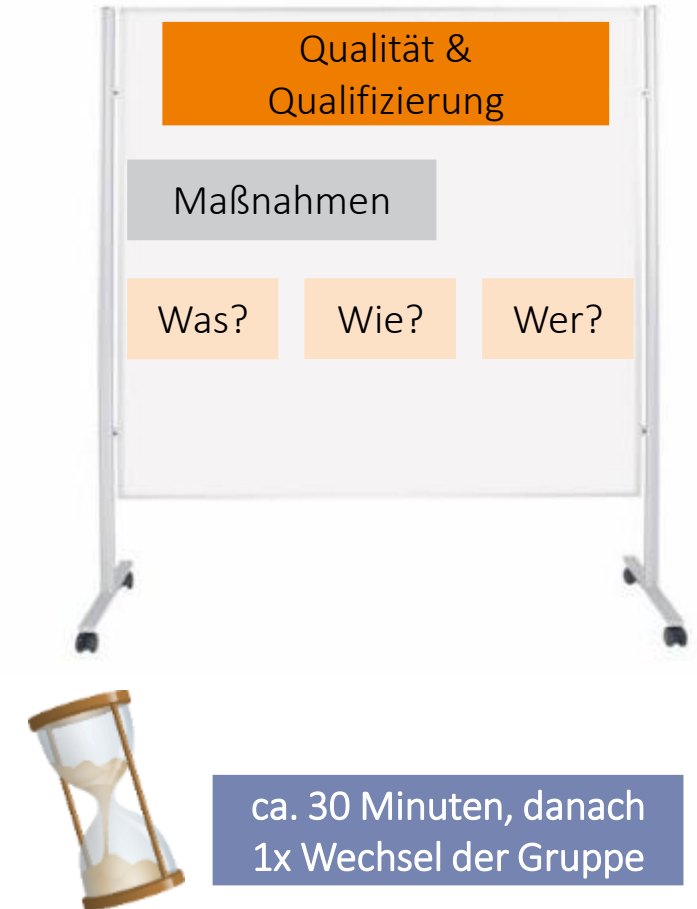 Qualität &
Qualifizierung
Maßnahmen
Was? Wie? Wer?
ca. 30 Minuten, danach
1x Wechsel der Gruppe